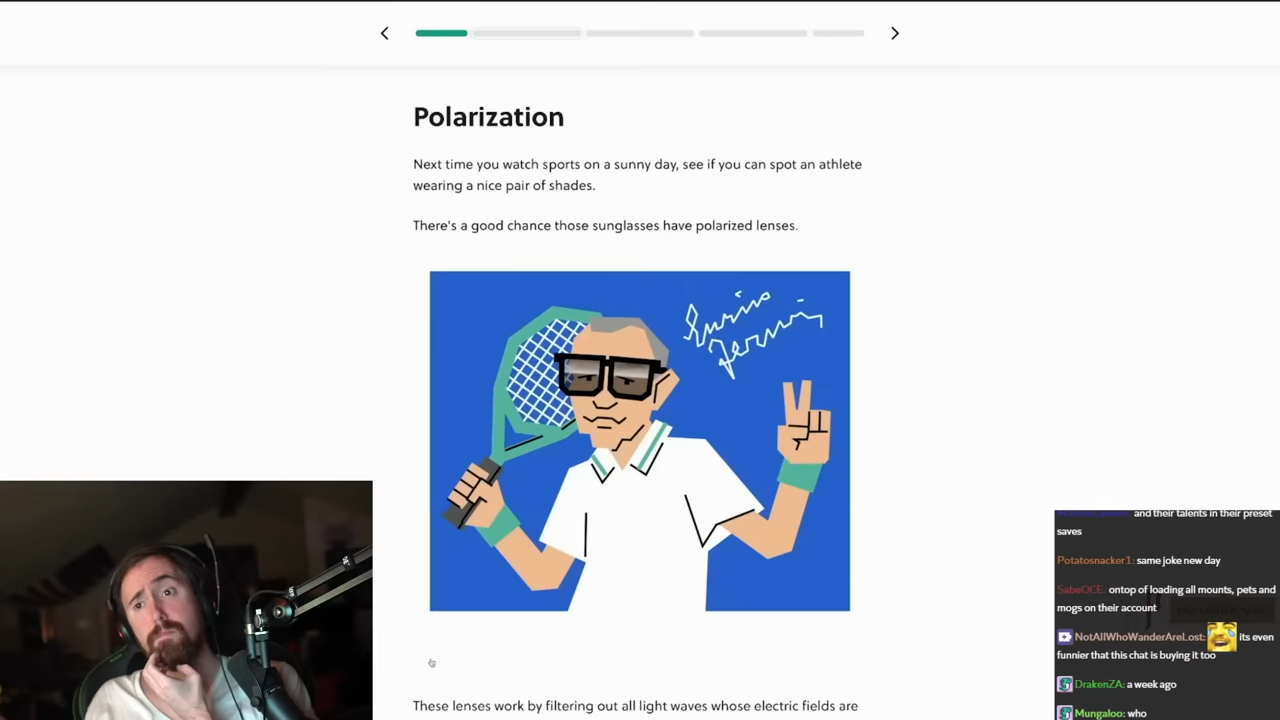 Polarization
Next time you watch sports on a sunny day, see if you can spot an athlete
wearing a nice pair of shades.
There's a good chance those sunglasses have polarized lenses.
These lenses work by filtering out all light waves whose electric fields are
and their talents in their preset
saves
Potatosnacker1: same joke new day
SabeOCE: ontop of loading all mounts, pets and
mogs on their account
NotAllWhoWanderAreLost: its even
funnier that this chat is buying it too
DrakenZA: a week ago
Mungaloo: who